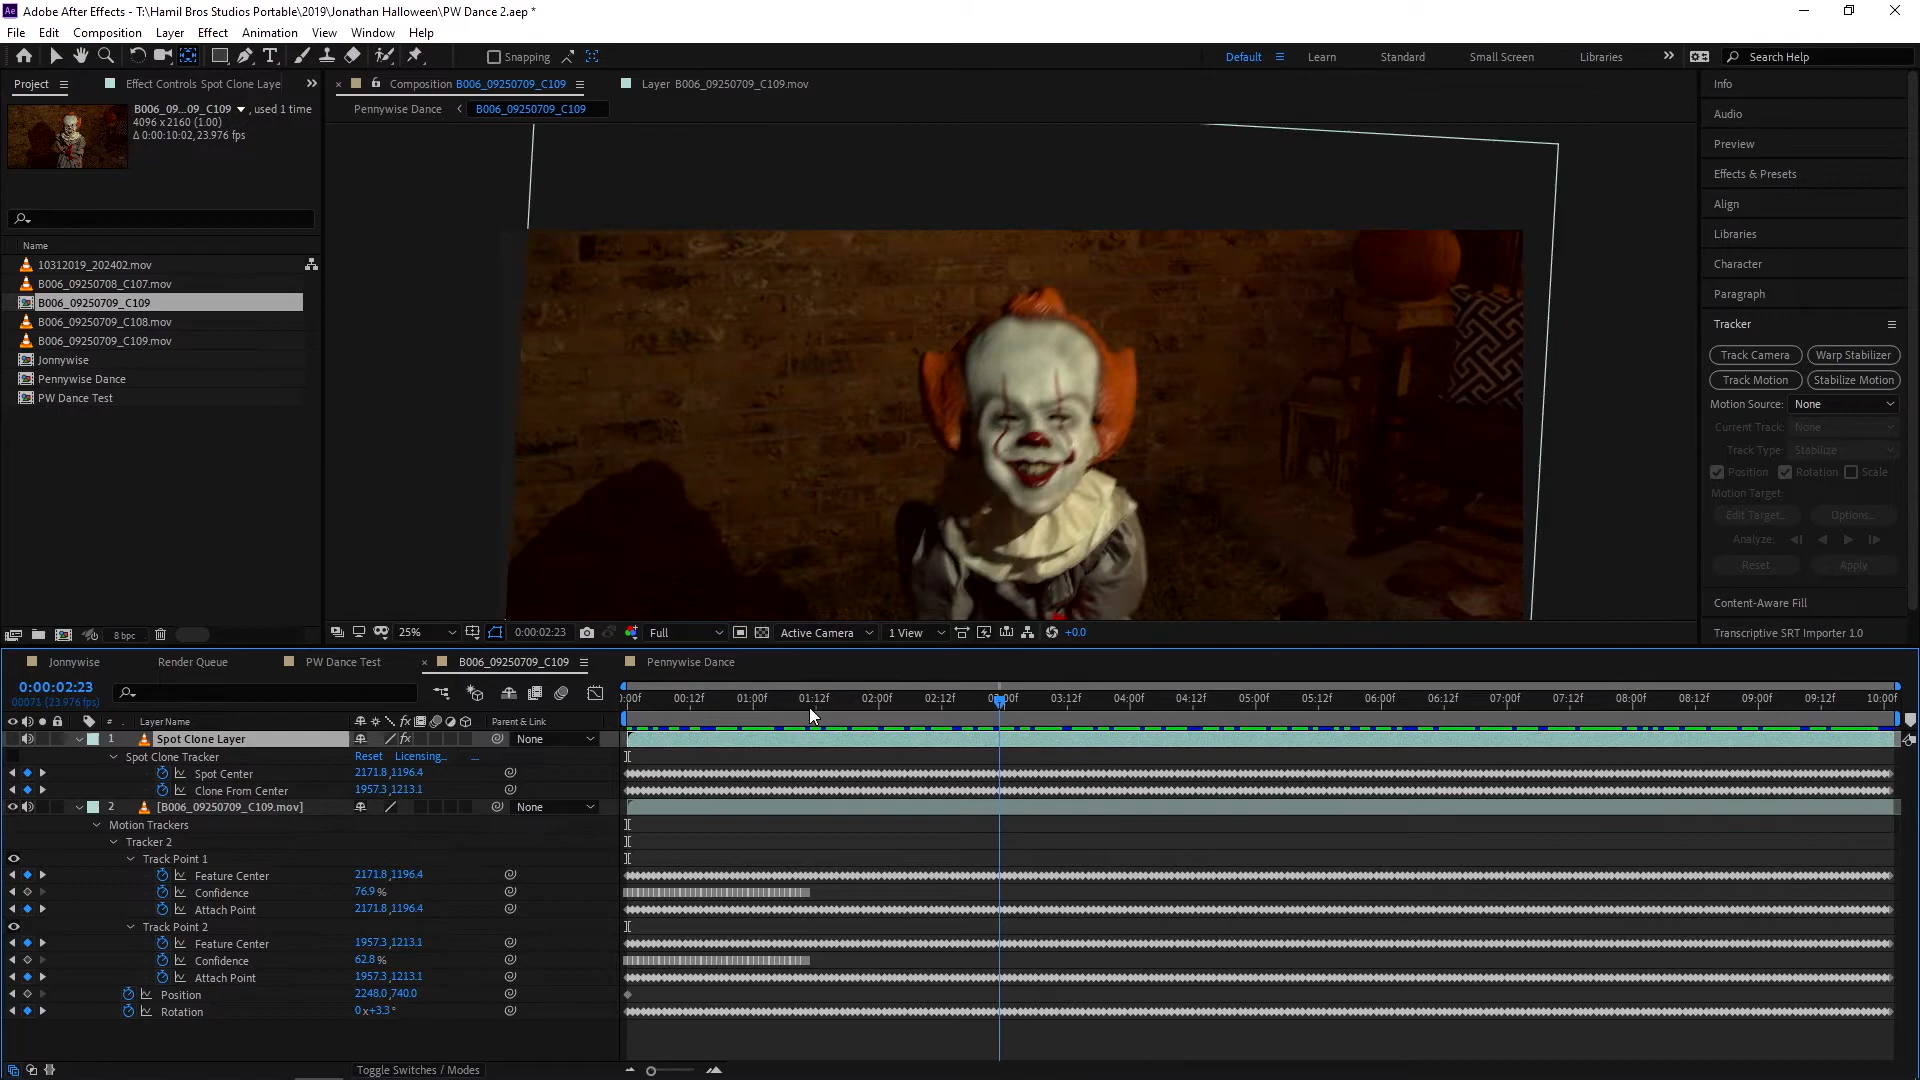 Ae Adobe After Effects - T:\Hamil Bros Studios Portable\2019\Jonathan Halloween\PW Dance 2.aep *
File Edit Composition Layer Effect Animation View Window Help
Snapping Default Learn Standard Small Screen Libraries Search Help
Project Effect Controls Spot Clone Laye
Composition B006_09250709_C109 Layer B006_09250709_C109.mov
Pennywise Dance B006_09250709_C109
B006_09...09_C109 , used 1 time
4096 x 2160 (1.00)
Δ 0:00:10:02, 23.976 fps
Name
10312019_202402.mov
B006_09250708_C107.mov
B006_09250709_C109
B006_09250709_C108.mov
B006_09250709_C109.mov
Jonnywise
Pennywise Dance
PW Dance Test
8 bpc
25% 0:00:02:23 Full Active Camera 1 View +0.0
Info
Audio
Preview
Effects & Presets
Align
Libraries
Character
Paragraph
Tracker
Track Camera Warp Stabilizer
Track Motion Stabilize Motion
Motion Source: None
Current Track: None
Track Type: Stabilize
Position Rotation Scale
Motion Target:
Edit Target... Options...
Analyze:
Reset Apply
Content-Aware Fill
Transcriptive SRT Importer 1.0
Jonnywise Render Queue PW Dance Test B006_09250709_C109 Pennywise Dance
0:00:02:23
00071 (23.976 fps)
:00f 00:12f 01:00f 01:12f 02:00f 02:12f 03:00f 03:12f 04:00f 04:12f 05:00f 05:12f 06:00f 06:12f 07:00f 07:12f 08:00f 08:12f 09:00f 09:12f 10:00f
# Layer Name fx Parent & Link
1 Spot Clone Layer fx None
Spot Clone Tracker Reset Licensing... ...
Spot Center 2171.8,1196.4
Clone From Center 1957.3,1213.1
2 [B006_09250709_C109.mov] None
Motion Trackers
Tracker 2
Track Point 1
Feature Center 2171.8,1196.4
Confidence 76.9 %
Attach Point 2171.8,1196.4
Track Point 2
Feature Center 1957.3,1213.1
Confidence 62.8 %
Attach Point 1957.3,1213.1
Position 2248.0,740.0
Rotation 0x+3.3°
Toggle Switches / Modes